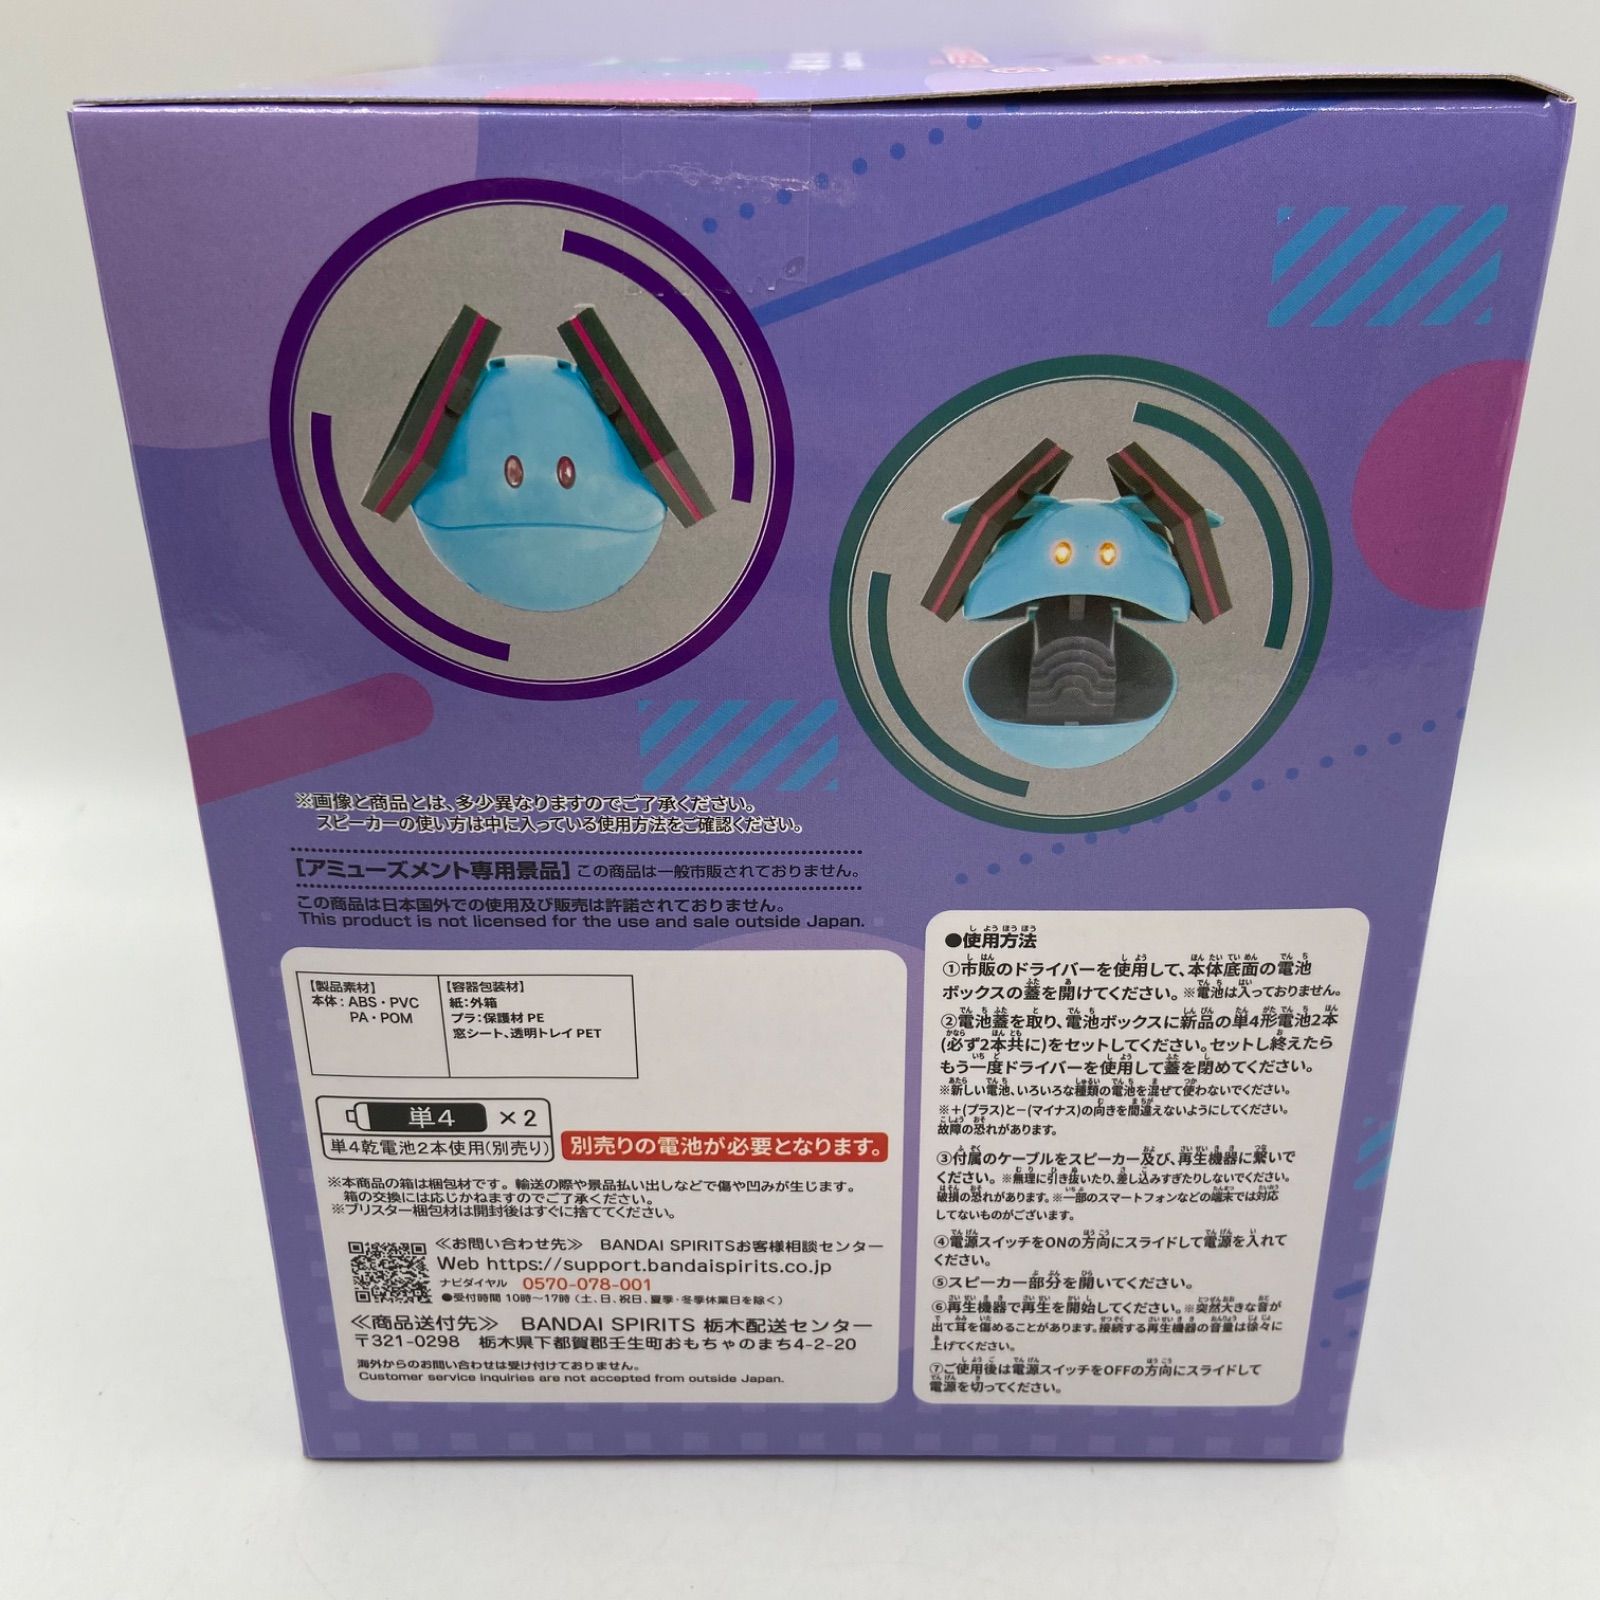 ※画像と商品とは、多少異なりますのでご了承ください。
スピーカーの使い方は中に入っている使用方法をご確認ください。
【アミューズメント専用景品】この商品は一般市販されておりません。
この商品は日本国外での使用及び販売は許諾されておりません。
This product is not licensed for the use and sale outside Japan.
【製品素材】
本体：ABS・PVC
PA・POM
【容器包装材】
紙：外箱
プラ：保護材 PE
窓シート、透明トレイ PET
単4 ×2
単4乾電池2本使用(別売り)
別売りの電池が必要となります。
※本商品の箱は梱包材です。輸送の際や景品払い出しなどで傷や凹みが生じます。
箱の交換には応じかねますのでご了承ください。
※ブリスター梱包材は開封後はすぐに捨ててください。
≪お問い合わせ先≫ BANDAI SPIRITSお客様相談センター
Web https://support.bandaispirits.co.jp
ナビダイヤル 0570-078-001
●受付時間 10時〜17時（土、日、祝日、夏季・冬季休業日を除く）
≪商品送付先≫ BANDAI SPIRITS 栃木配送センター
〒321-0298 栃木県下都賀郡壬生町おもちゃのまち4-2-20
海外からのお問い合わせは受け付けておりません。
Customer service inquiries are not accepted from outside Japan.
●使用方法
①市販のドライバーを使用して、本体底面の電池
ボックスの蓋を開けてください。※電池は入っておりません。
②電池蓋を取り、電池ボックスに新品の単4形電池2本
(必ず2本共に)をセットしてください。セットし終えたら
もう一度ドライバーを使用して蓋を閉めてください。
※新しい電池、いろいろな種類の電池を混ぜて使わないでください。
※＋(プラス)と−(マイナス)の向きを間違えないようにしてください。
故障の恐れがあります。
③付属のケーブルをスピーカー及び、再生機器に繋いで
ください。※無理に引き抜いたり、差し込みすぎたりしないでください。
破損の恐れがあります。※一部のスマートフォンなどの端末では対応
してないものがございます。
④電源スイッチをONの方向にスライドして電源を入れて
ください。
⑤スピーカー部分を開いてください。
⑥再生機器で再生を開始してください。※突然大きな音が
出て耳を傷めることがあります。接続する再生機器の音量は徐々に
上げてください。
⑦ご使用後は電源スイッチをOFFの方向にスライドして
電源を切ってください。